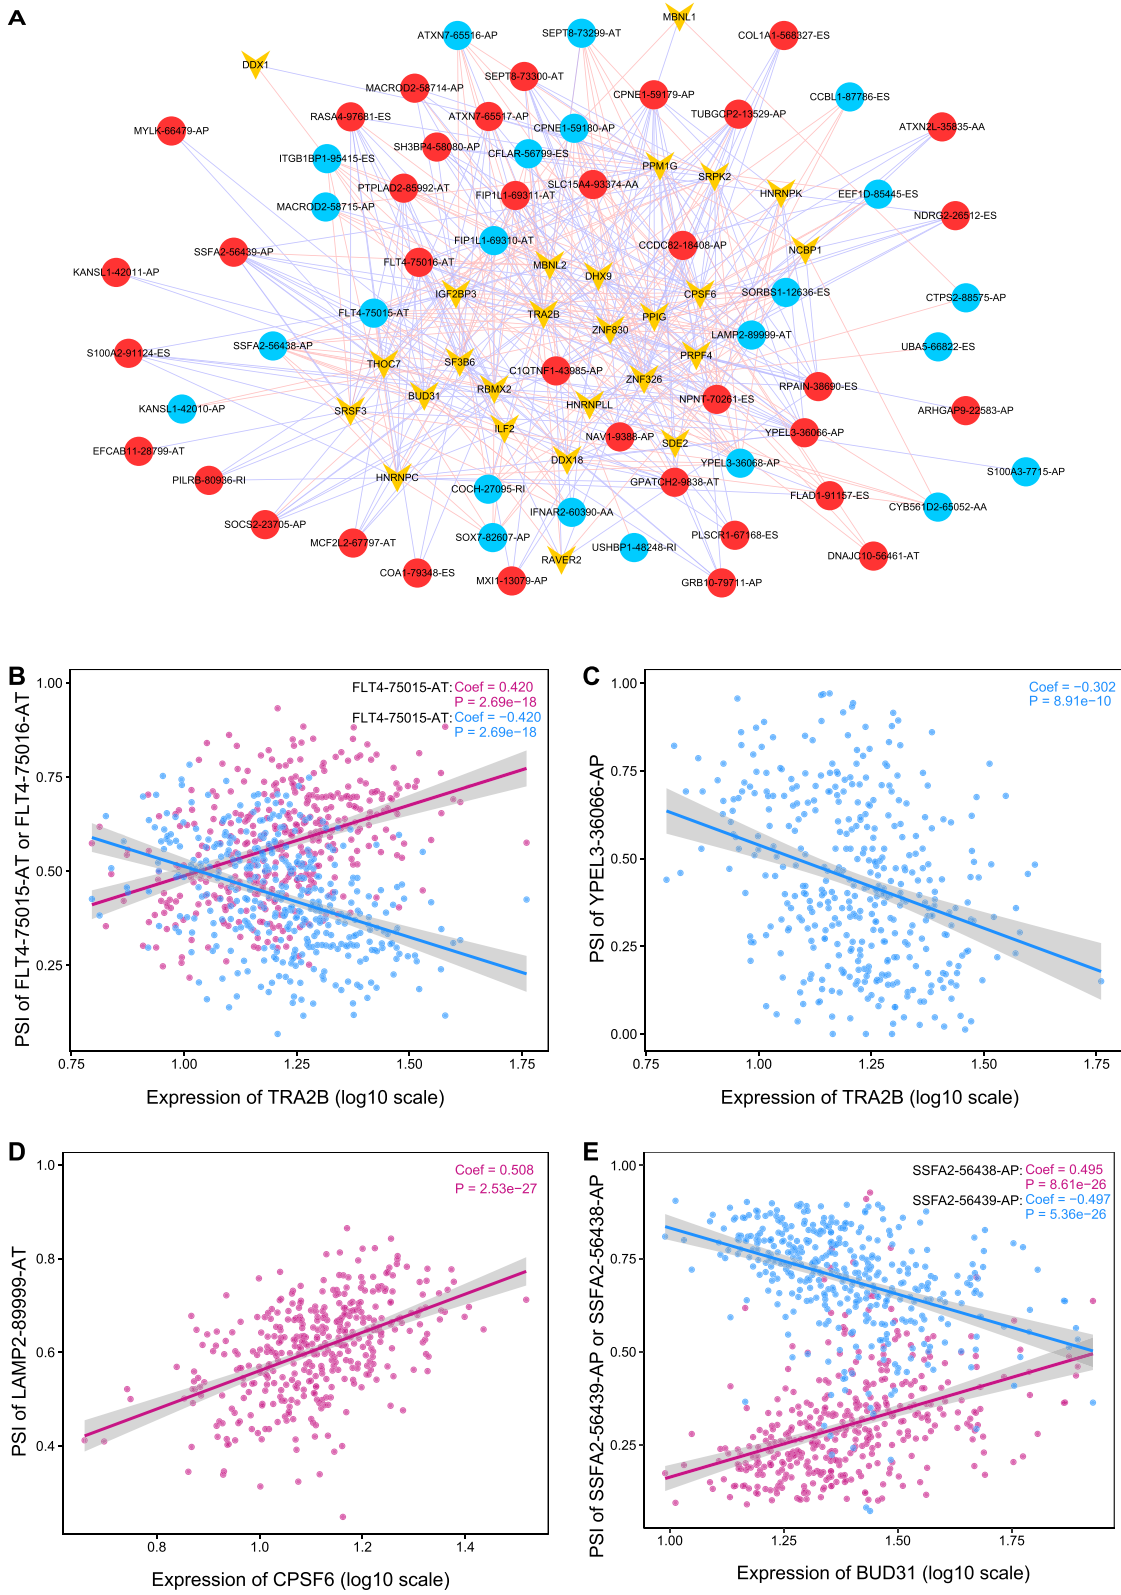 A
MBNL1
ATXN7-65516-AP
SEPT8-73299-AT
COL1A1-568327-ES
DDX1
SEPT8-73300-AT
MACROD2-58714-AP
CPNE1-59179-AP
CCBL1-87786-ES
RASA4-97681-ES
ATXN7-65517-AP
TUBGCP2-13529-AP
MYLK-66479-AP
CPNE1-59180-AP
ATXN2L-35835-AA
SH3BP4-58080-AP
ITGB1BP1-95415-ES
CFLAR-56799-ES
PPM1G
SRPK2
PTPLAD2-85992-AT
SLC15A4-93374-AA
HNRNPK
FIP1L1-69311-AT
EEF1D-85445-ES
MACROD2-58715-AP
NDRG2-26512-ES
FIP1L1-69310-AT
CCDC82-18408-AP
SSFA2-56439-AP
NCBP1
FLT4-75016-AT
MBNL2
KANSL1-42011-AP
DHX9
IGF2BP3
CPSF6
SORBS1-12636-ES
CTPS2-88575-AP
FLT4-75015-AT
TRA2B
PPIG
ZNF830
LAMP2-89999-AT
SSFA2-56438-AP
UBA5-66822-ES
S100A2-91124-ES
PRPF4
THOC7
SF3B6
C1QTNF1-43985-AP
ZNF326
RPAIN-38690-ES
RBMX2
BUD31
NPNT-70261-ES
KANSL1-42010-AP
SRSF3
HNRNPLL
ARHGAP9-22583-AP
ILF2
NAV1-9388-AP
YPEL3-36066-AP
SDE2
EFCAB11-28799-AT
DDX18
YPEL3-36068-AP
S100A3-7715-AP
PILRB-80936-RI
HNRNPC
GPATCH2-9838-AT
COCH-27095-RI
FLAD1-91157-ES
CYB561D2-65052-AA
IFNAR2-60390-AA
SOCS2-23705-AP
SOX7-82607-AP
PLSCR1-67168-ES
MCF2L2-67797-AT
USHBP1-48248-RI
DNAJC10-56461-AT
RAVER2
COA1-79348-ES
MXI1-13079-AP
GRB10-79711-AP
B
PSI of FLT4-75015-AT or FLT4-75016-AT
1.00
0.75
0.50
0.25
FLT4-75015-AT: Coef = 0.420
P = 2.69e-18
FLT4-75015-AT: Coef = −0.420
P = 2.69e-18
0.75
1.00
1.25
1.50
1.75
Expression of TRA2B (log10 scale)
C
PSI of YPEL3-36066-AP
1.00
0.75
0.50
0.25
0.00
Coef = −0.302
P = 8.91e-10
0.75
1.00
1.25
1.50
1.75
Expression of TRA2B (log10 scale)
D
PSI of LAMP2-89999-AT
1.0
0.8
0.6
0.4
Coef = 0.508
P = 2.53e−27
0.8
1.0
1.2
1.4
Expression of CPSF6 (log10 scale)
E
PSI of SSFA2-56439-AP or SSFA2-56438-AP
1.00
0.75
0.50
0.25
SSFA2-56438-AP: Coef = 0.495
P = 8.61e-26
SSFA2-56439-AP: Coef = −0.497
P = 5.36e-26
1.00
1.25
1.50
1.75
Expression of BUD31 (log10 scale)